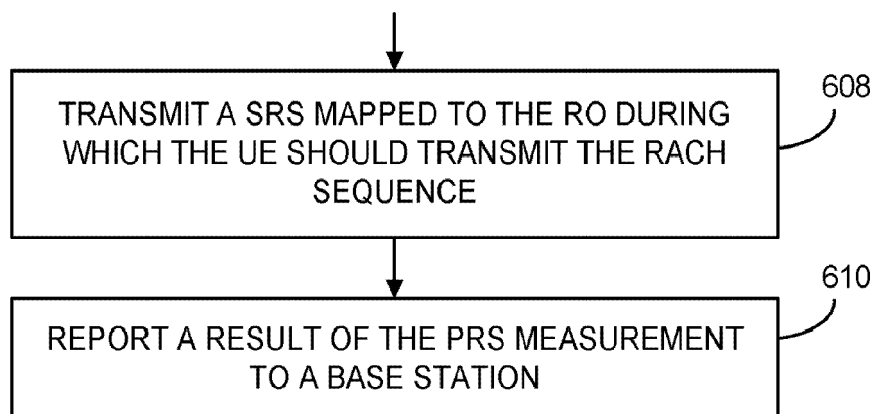 TRANSMIT A SRS MAPPED TO THE RO DURING
WHICH THE UE SHOULD TRANSMIT THE RACH
SEQUENCE
608
REPORT A RESULT OF THE PRS MEASUREMENT
TO A BASE STATION
610